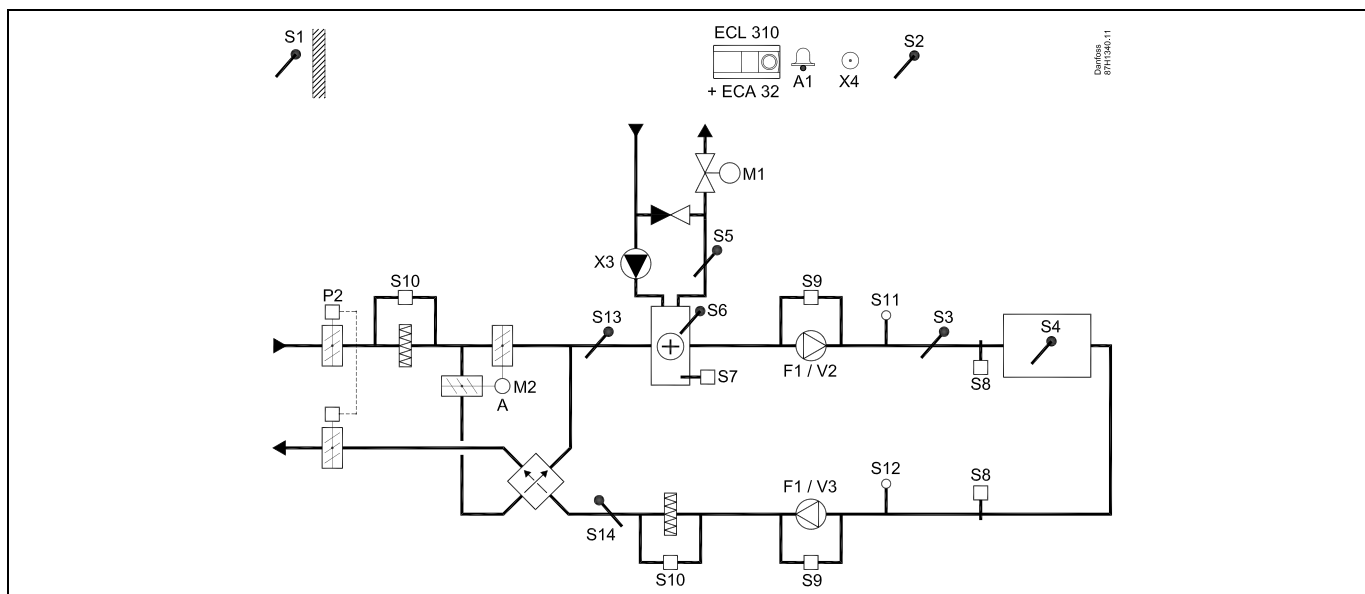 S1
ECL 310
+ ECA 32
A1
X4
S2
Danfoss
87H1340.11
M1
X3
S5
P2
S10
S13
S6
S9
S11
S3
S4
M2
A
S7
F1 / V2
S8
S14
S10
F1 / V3
S9
S12
S8